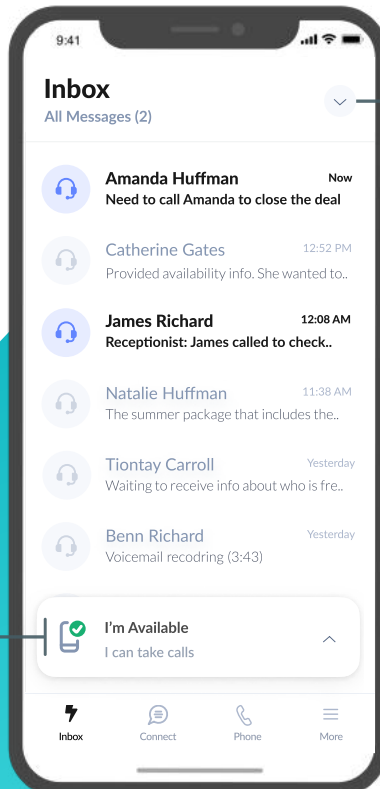 9:41
Inbox
All Messages (2)
Amanda Huffman Now
Need to call Amanda to close the deal
Catherine Gates 12:52 PM
Provided availability info. She wanted to..
James Richard 12:08 AM
Receptionist: James called to check..
Natalie Huffman 11:38 AM
The summer package that includes the..
Tiontay Carroll Yesterday
Waiting to receive info about who is fre..
Benn Richard Yesterday
Voicemail recodring (3:43)
I'm Available
I can take calls
Inbox Connect Phone More